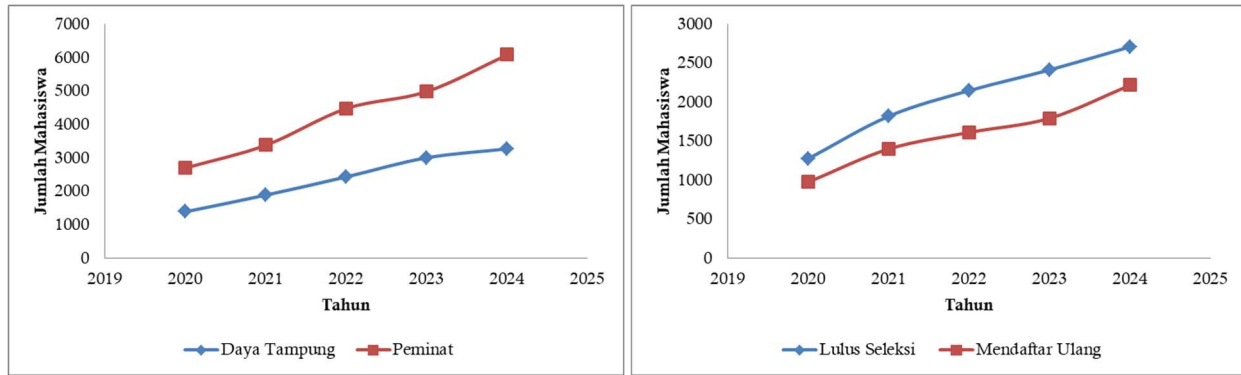 7000
6000
5000
4000
3000
2000
1000
0
Jumlah Mahasiswa
2019 2020 2021 2022 2023 2024 2025
Tahun
Daya Tampung Peminat
3000
2500
2000
1500
1000
500
0
Jumlah Mahasiswa
2019 2020 2021 2022 2023 2024 2025
Tahun
Lulus Seleksi Mendaftar Ulang